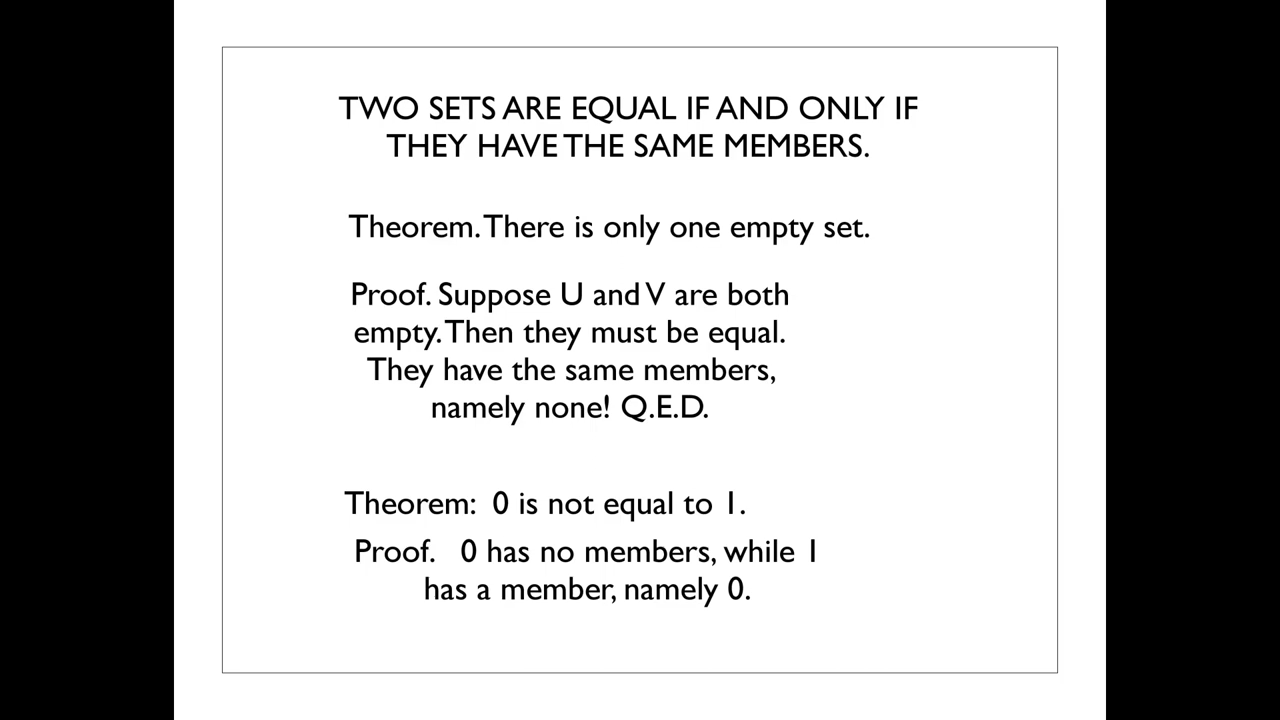 TWO SETS ARE EQUAL IF AND ONLY IF
THEY HAVE THE SAME MEMBERS.
Theorem. There is only one empty set.
Proof. Suppose U and V are both
empty. Then they must be equal.
They have the same members,
namely none! Q.E.D.
Theorem: 0 is not equal to 1.
Proof. 0 has no members, while 1
has a member, namely 0.